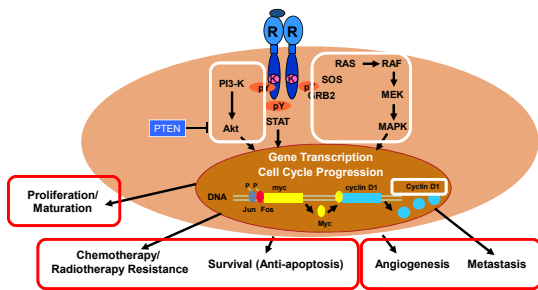 R R
RAS RAF
SOS
K K
PI3-K
pY pY
GRB2
MEK
pY
PTEN
Akt
STAT
MAPK
Gene Transcription
Cell Cycle Progression
P P
myc
cyclin D1
Cyclin D1
DNA
Jun Fos
Myc
Proliferation/
Maturation
Chemotherapy/
Radiotherapy Resistance
Survival (Anti-apoptosis)
Angiogenesis
Metastasis